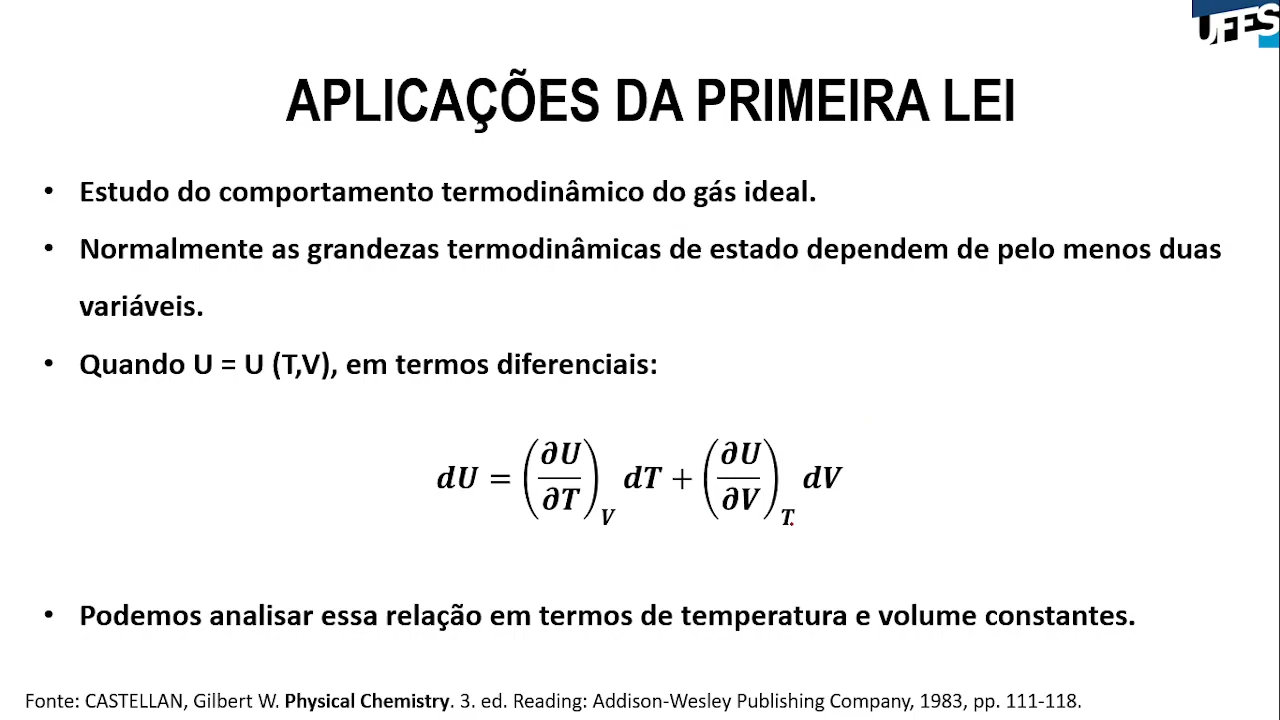 UFES
APLICAÇÕES DA PRIMEIRA LEI
• Estudo do comportamento termodinâmico do gás ideal.
• Normalmente as grandezas termodinâmicas de estado dependem de pelo menos duas
variáveis.
• Quando U = U (T,V), em termos diferenciais:
dU = (∂U/∂T)_V dT + (∂U/∂V)_T dV
• Podemos analisar essa relação em termos de temperatura e volume constantes.
Fonte: CASTELLAN, Gilbert W. Physical Chemistry. 3. ed. Reading: Addison-Wesley Publishing Company, 1983, pp. 111-118.